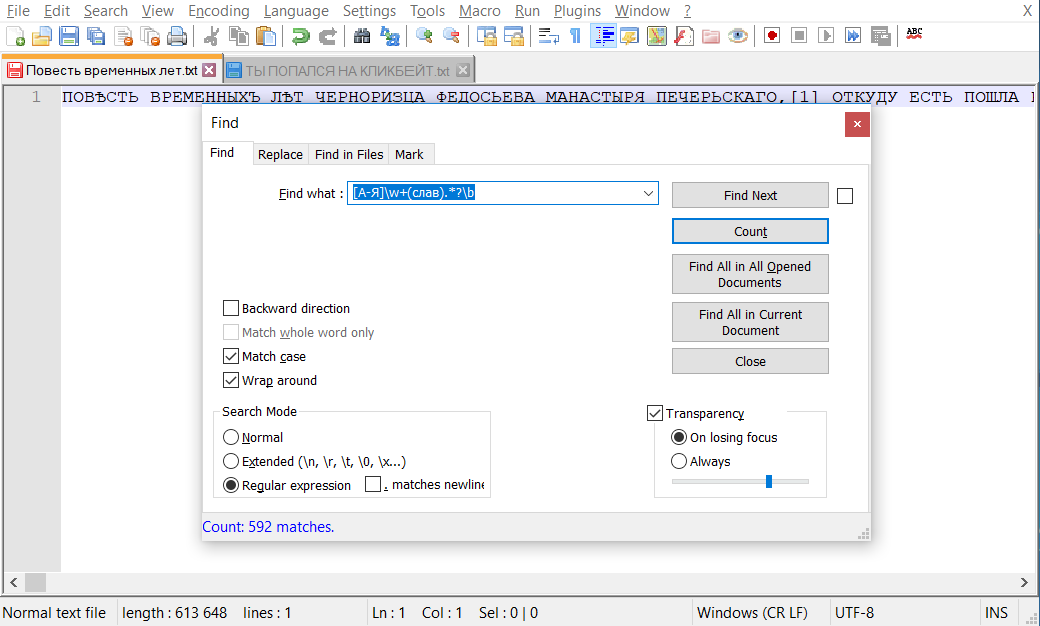 File Edit Search View Encoding Language Settings Tools Macro Run Plugins Window ? X
ABC
Повесть временных лет.txt ТЫ ПОПАЛСЯ НА КЛИКБЕЙТ.txt
1 ПОВѢСТЬ ВРЕМЕННЫХЪ ЛѢТ ЧЕРНОРИЗЦА ФЕДОСЬЕВА МАНАСТЫРЯ ПЕЧЕРЬСКАГО,[1] ОТКУДУ ЕСТЬ ПОШЛА
Find
Find Replace Find in Files Mark
Find what : [А-Я]\w+(слав).*?\b Find Next
Count
Find All in All Opened
Documents
Find All in Current
Document
Close
Backward direction
Match whole word only
Match case
Wrap around
Search Mode
Normal
Extended (\n, \r, \t, \0, \x...)
Regular expression . matches newline
Transparency
On losing focus
Always
Count: 592 matches.
Normal text file length : 613 648 lines : 1 Ln : 1 Col : 1 Sel : 0 | 0 Windows (CR LF) UTF-8 INS